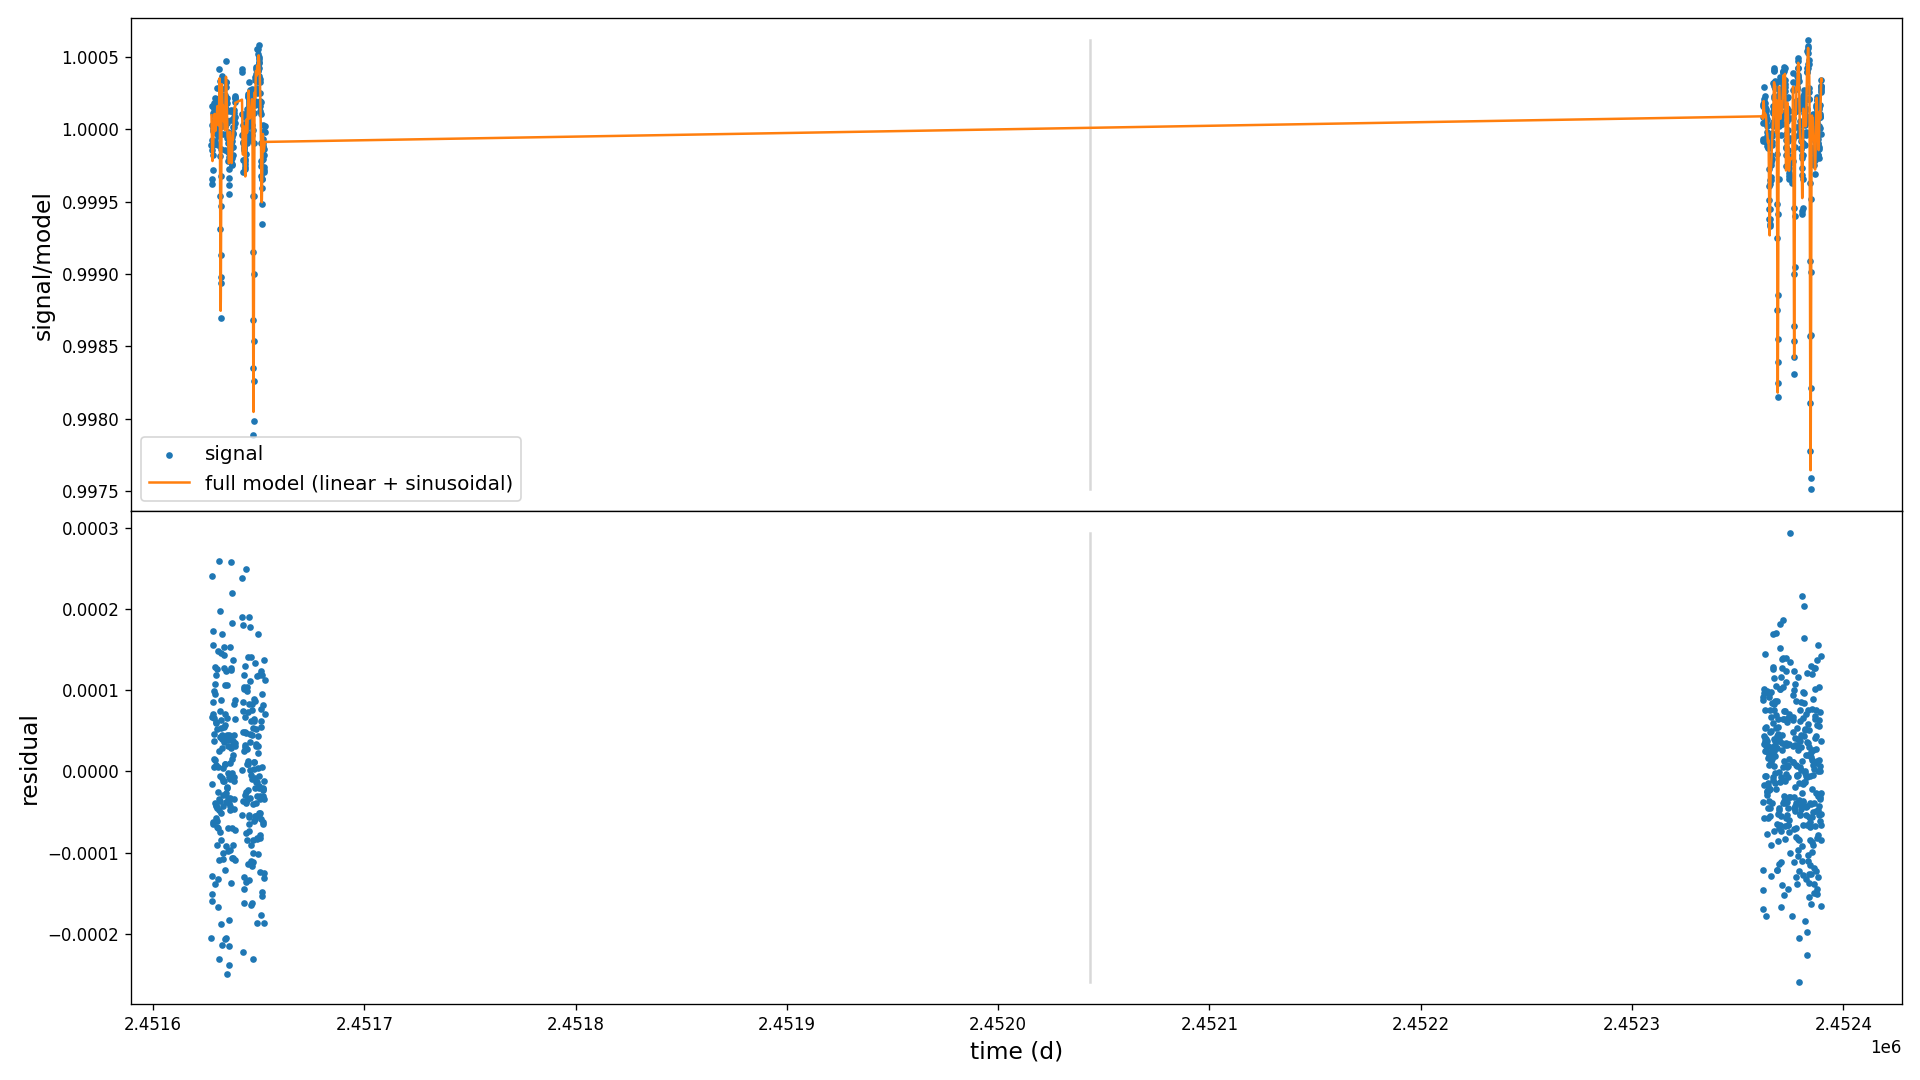 signal/model
1.0005
1.0000
0.9995
0.9990
0.9985
0.9980
0.9975
signal
full model (linear + sinusoidal)
residual
0.0003
0.0002
0.0001
0.0000
−0.0001
−0.0002
2.4516 2.4517 2.4518 2.4519 2.4520 2.4521 2.4522 2.4523 2.4524
1e6
time (d)